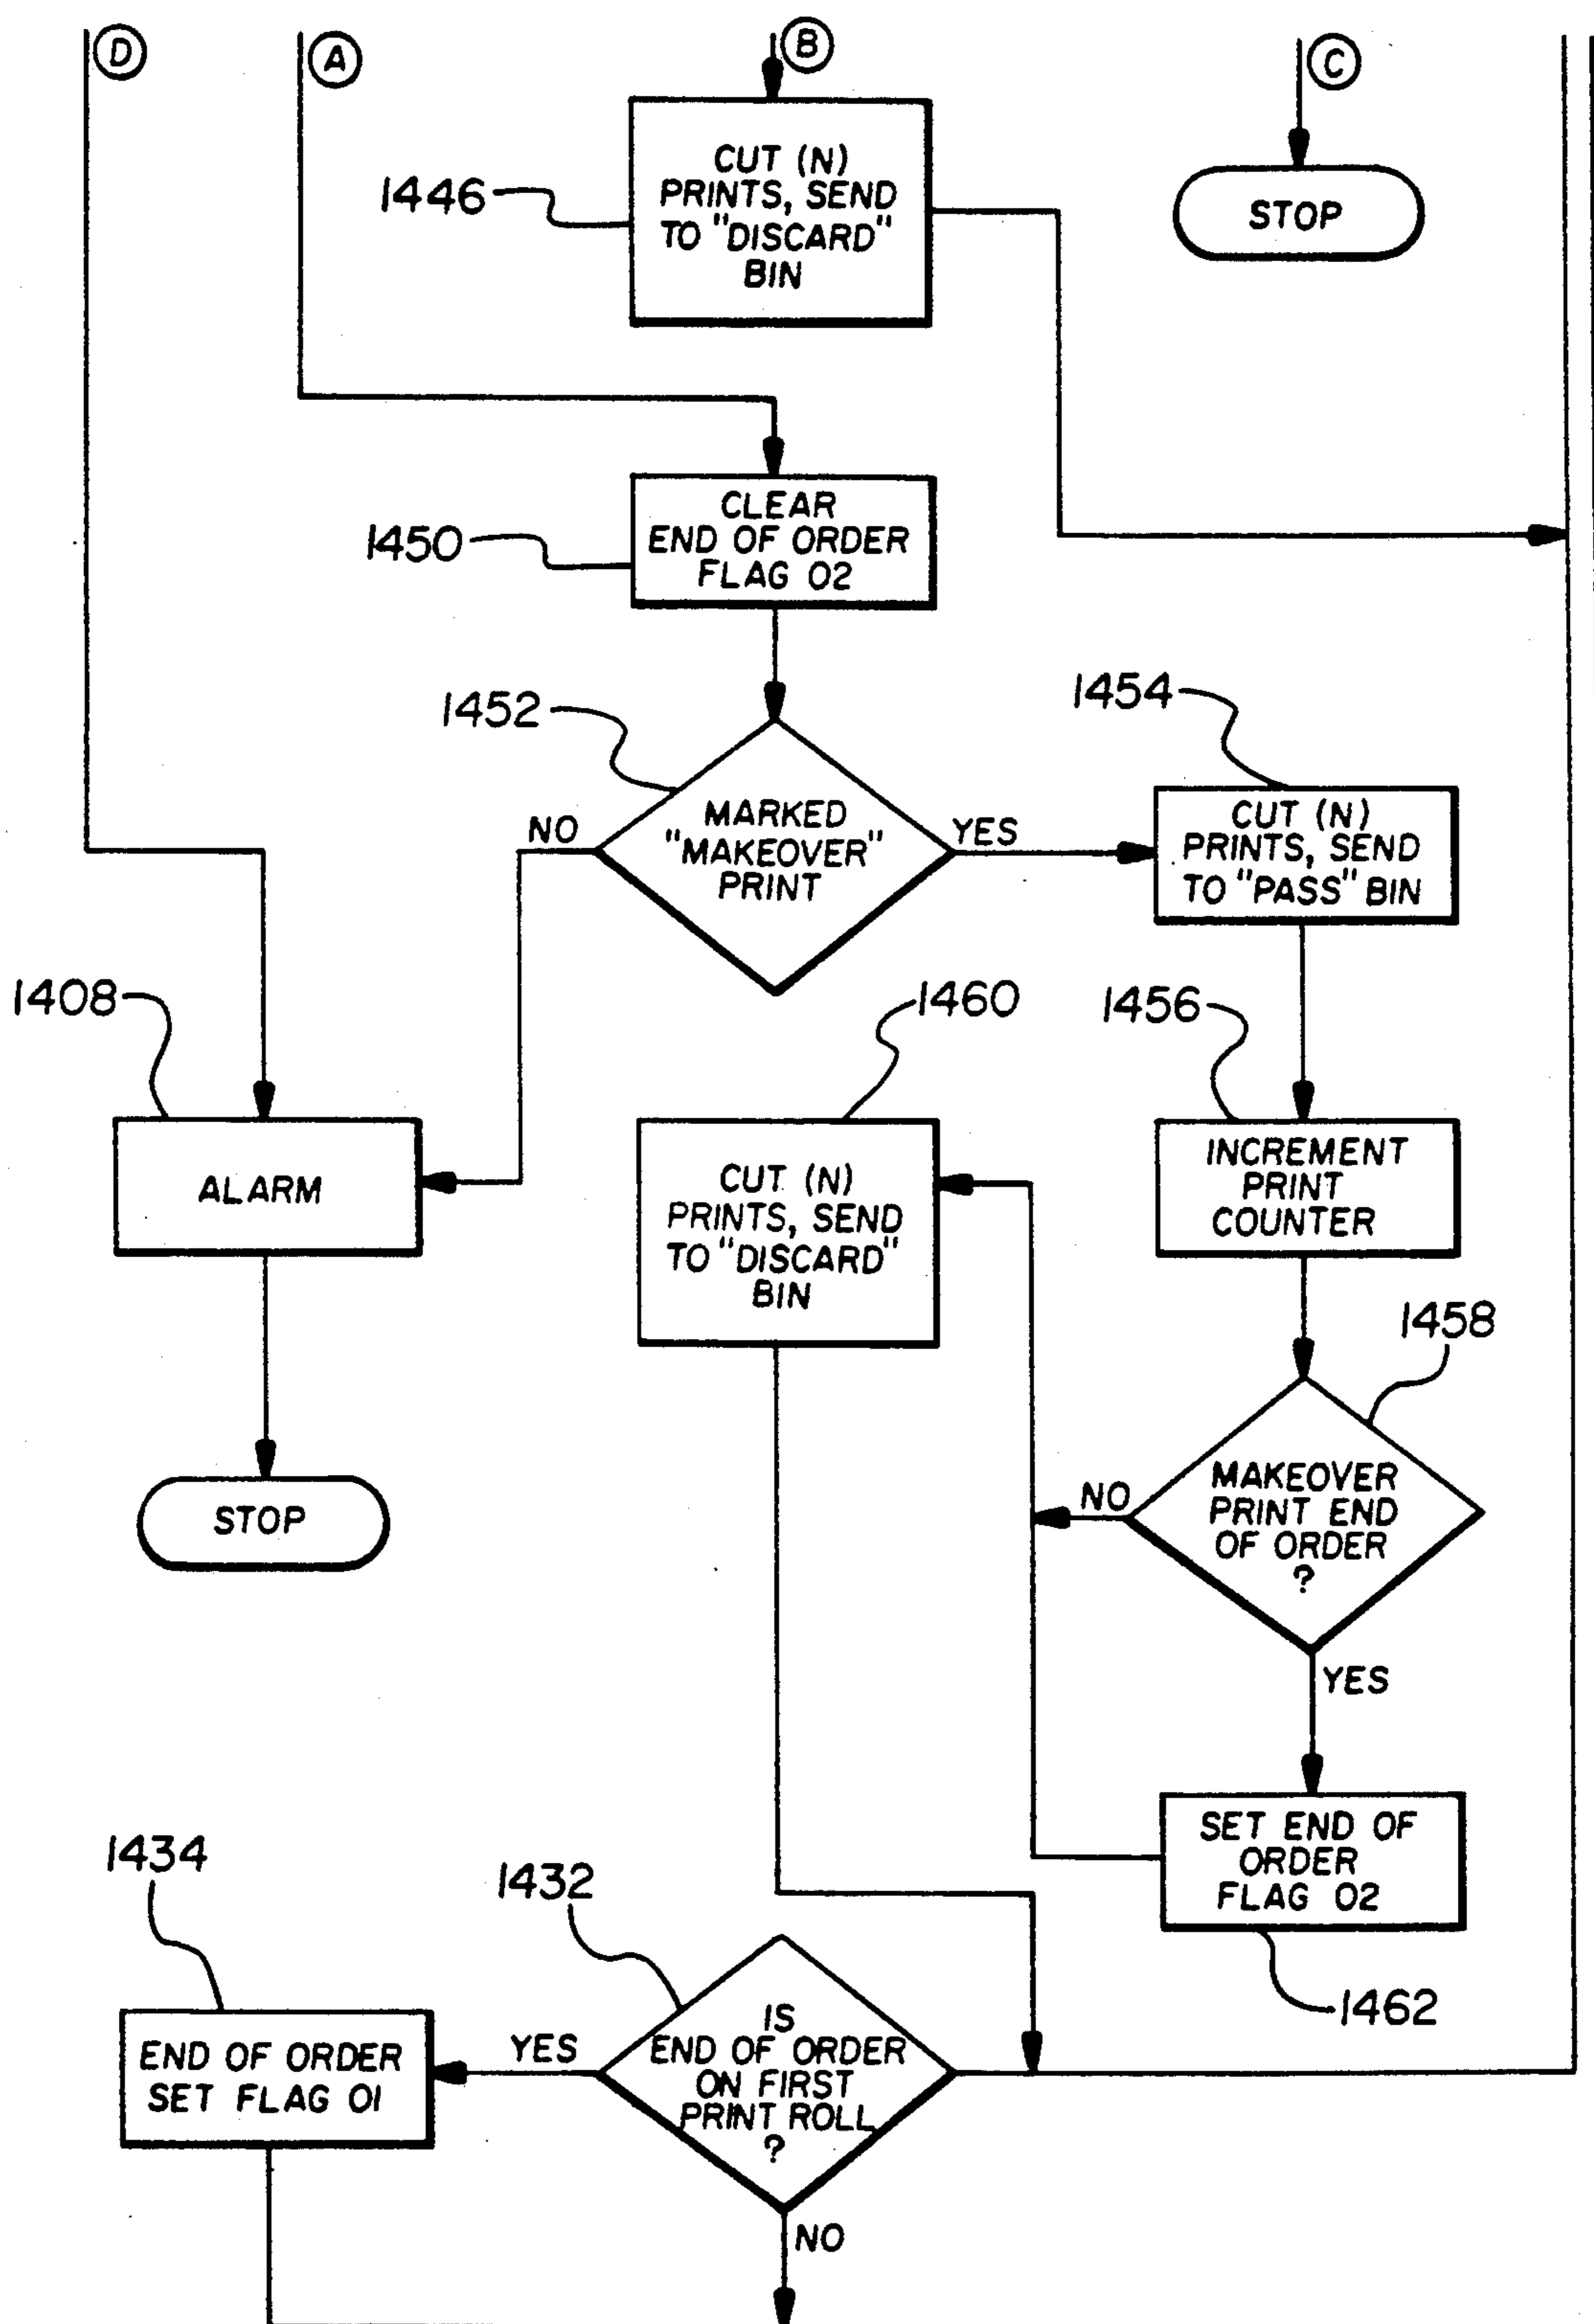 D
A
B
C
CUT (N)
PRINTS, SEND
TO "DISCARD"
BIN
1446
STOP
CLEAR
END OF ORDER
FLAG 02
1450
1452
1454
MARKED
"MAKEOVER"
PRINT
NO
YES
CUT (N)
PRINTS, SEND
TO "PASS" BIN
1408
1460
1456
ALARM
CUT (N)
PRINTS, SEND
TO "DISCARD"
BIN
INCREMENT
PRINT
COUNTER
1458
STOP
MAKEOVER
PRINT END
OF ORDER
?
NO
YES
SET END OF
ORDER
FLAG 02
1462
1434
1432
END OF ORDER
SET FLAG 01
YES
IS
END OF ORDER
ON FIRST
PRINT ROLL
?
NO